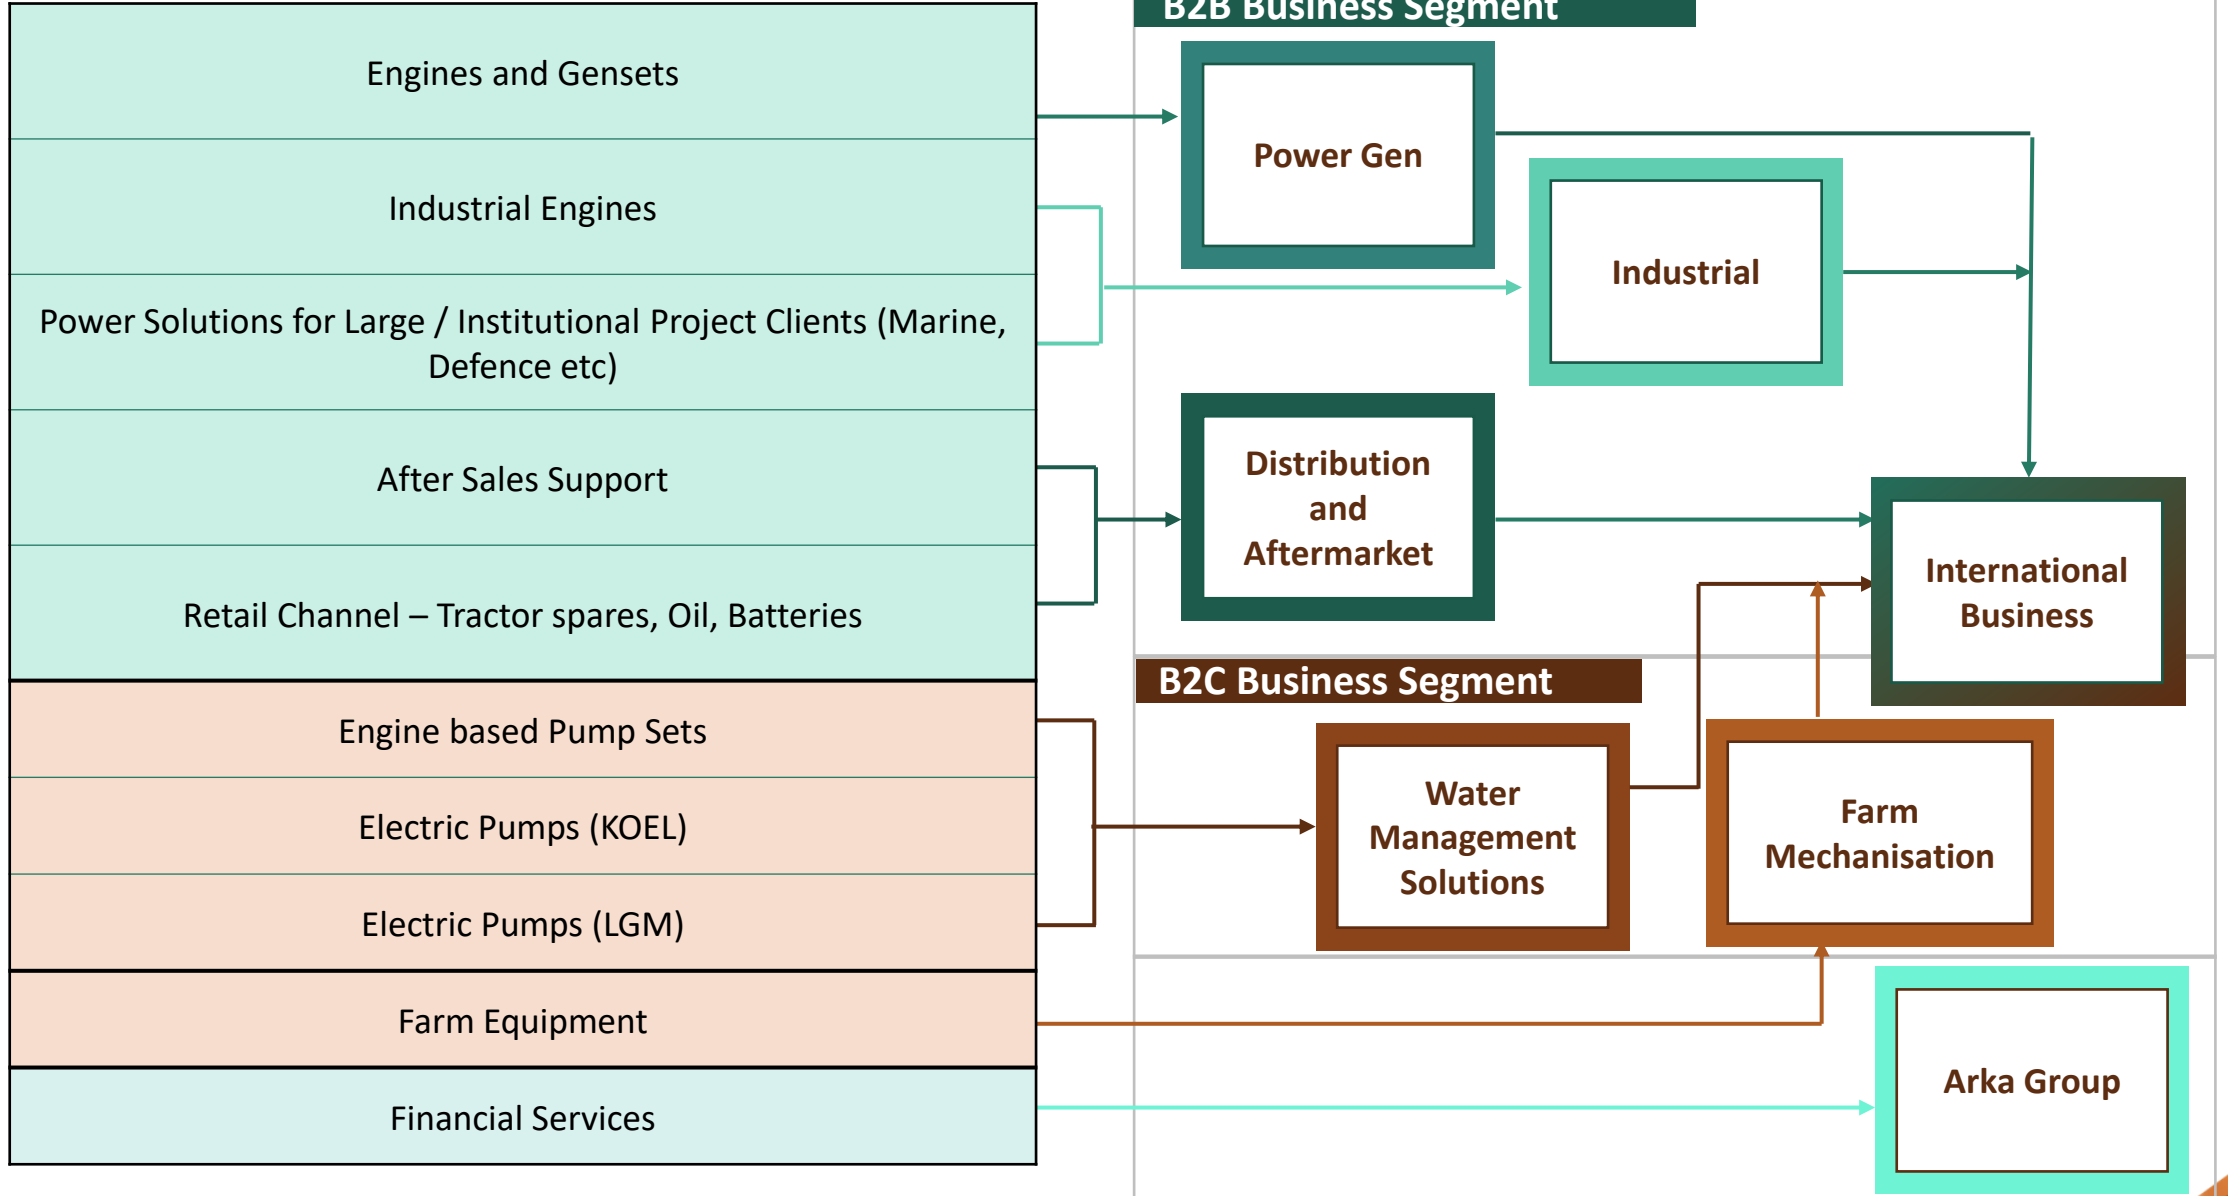 Engines and Gensets
Industrial Engines
Power Solutions for Large / Institutional Project Clients (Marine,
Defence etc)
After Sales Support
Retail Channel – Tractor spares, Oil, Batteries
Engine based Pump Sets
Electric Pumps (KOEL)
Electric Pumps (LGM)
Farm Equipment
Financial Services
B2B Business Segment
Power Gen
Industrial
Distribution
and
Aftermarket
International
Business
B2C Business Segment
Water
Management
Solutions
Farm
Mechanisation
Arka Group